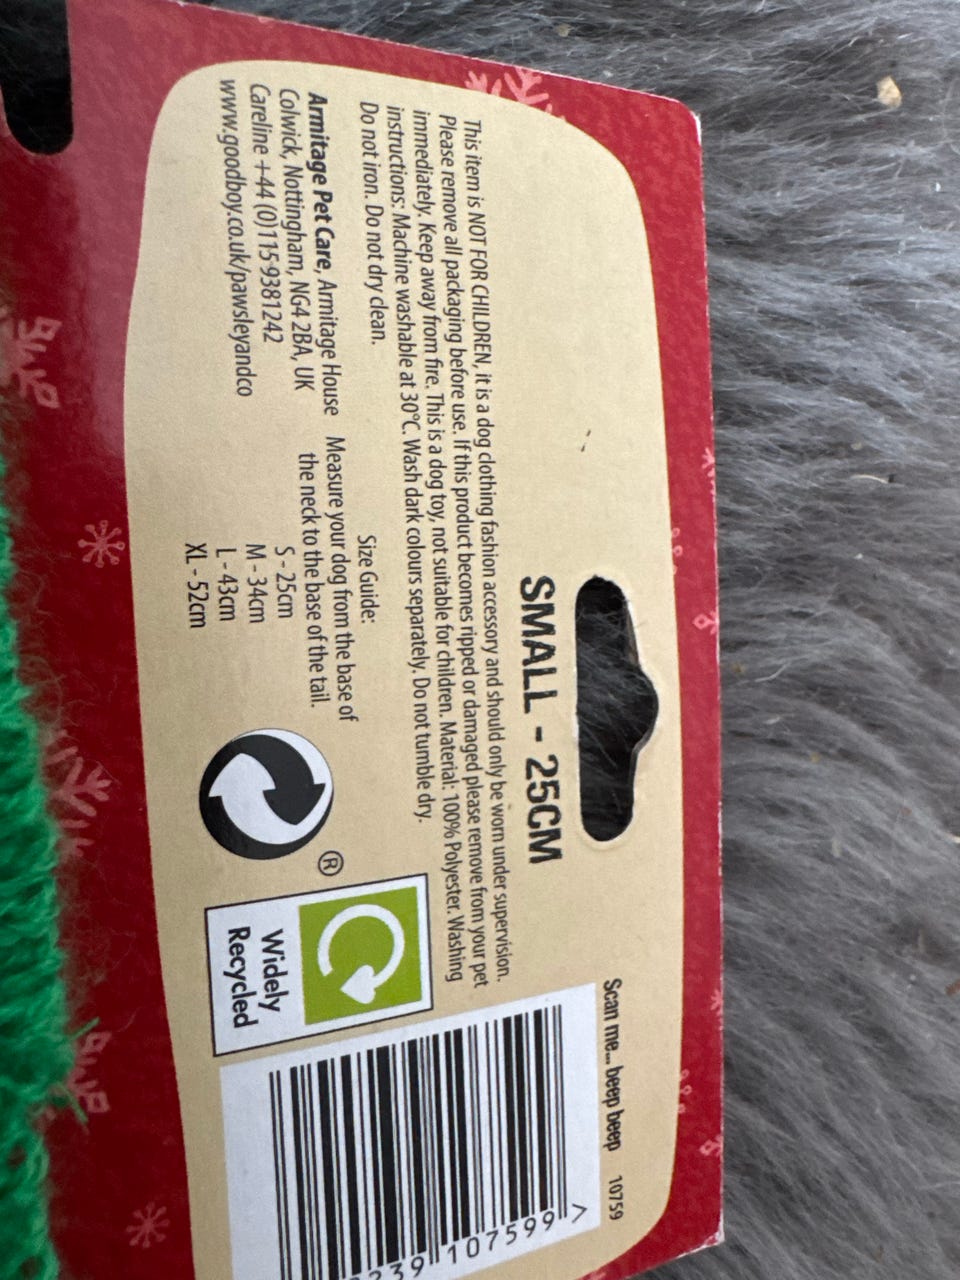 SMALL - 25CM
Scan me... beep beep 10759
This item is NOT FOR CHILDREN, it is a dog clothing fashion accessory and should only be worn under supervision.
Please remove all packaging before use. If this product becomes ripped or damaged please remove from your pet
immediately. Keep away from fire. This is a dog toy, not suitable for children. Material: 100% Polyester. Washing
instructions: Machine washable at 30°C. Wash dark colours separately. Do not tumble dry.
Do not iron. Do not dry clean.
Armitage Pet Care, Armitage House
Colwick, Nottingham, NG4 2BA, UK
Careline +44 (0)115 9381242
www.goodboy.co.uk/pawsleyandco
Size Guide:
Measure your dog from the base of
the neck to the base of the tail.
S - 25cm
M - 34cm
L - 43cm
XL - 52cm
®
Widely
Recycled
39 107599 >